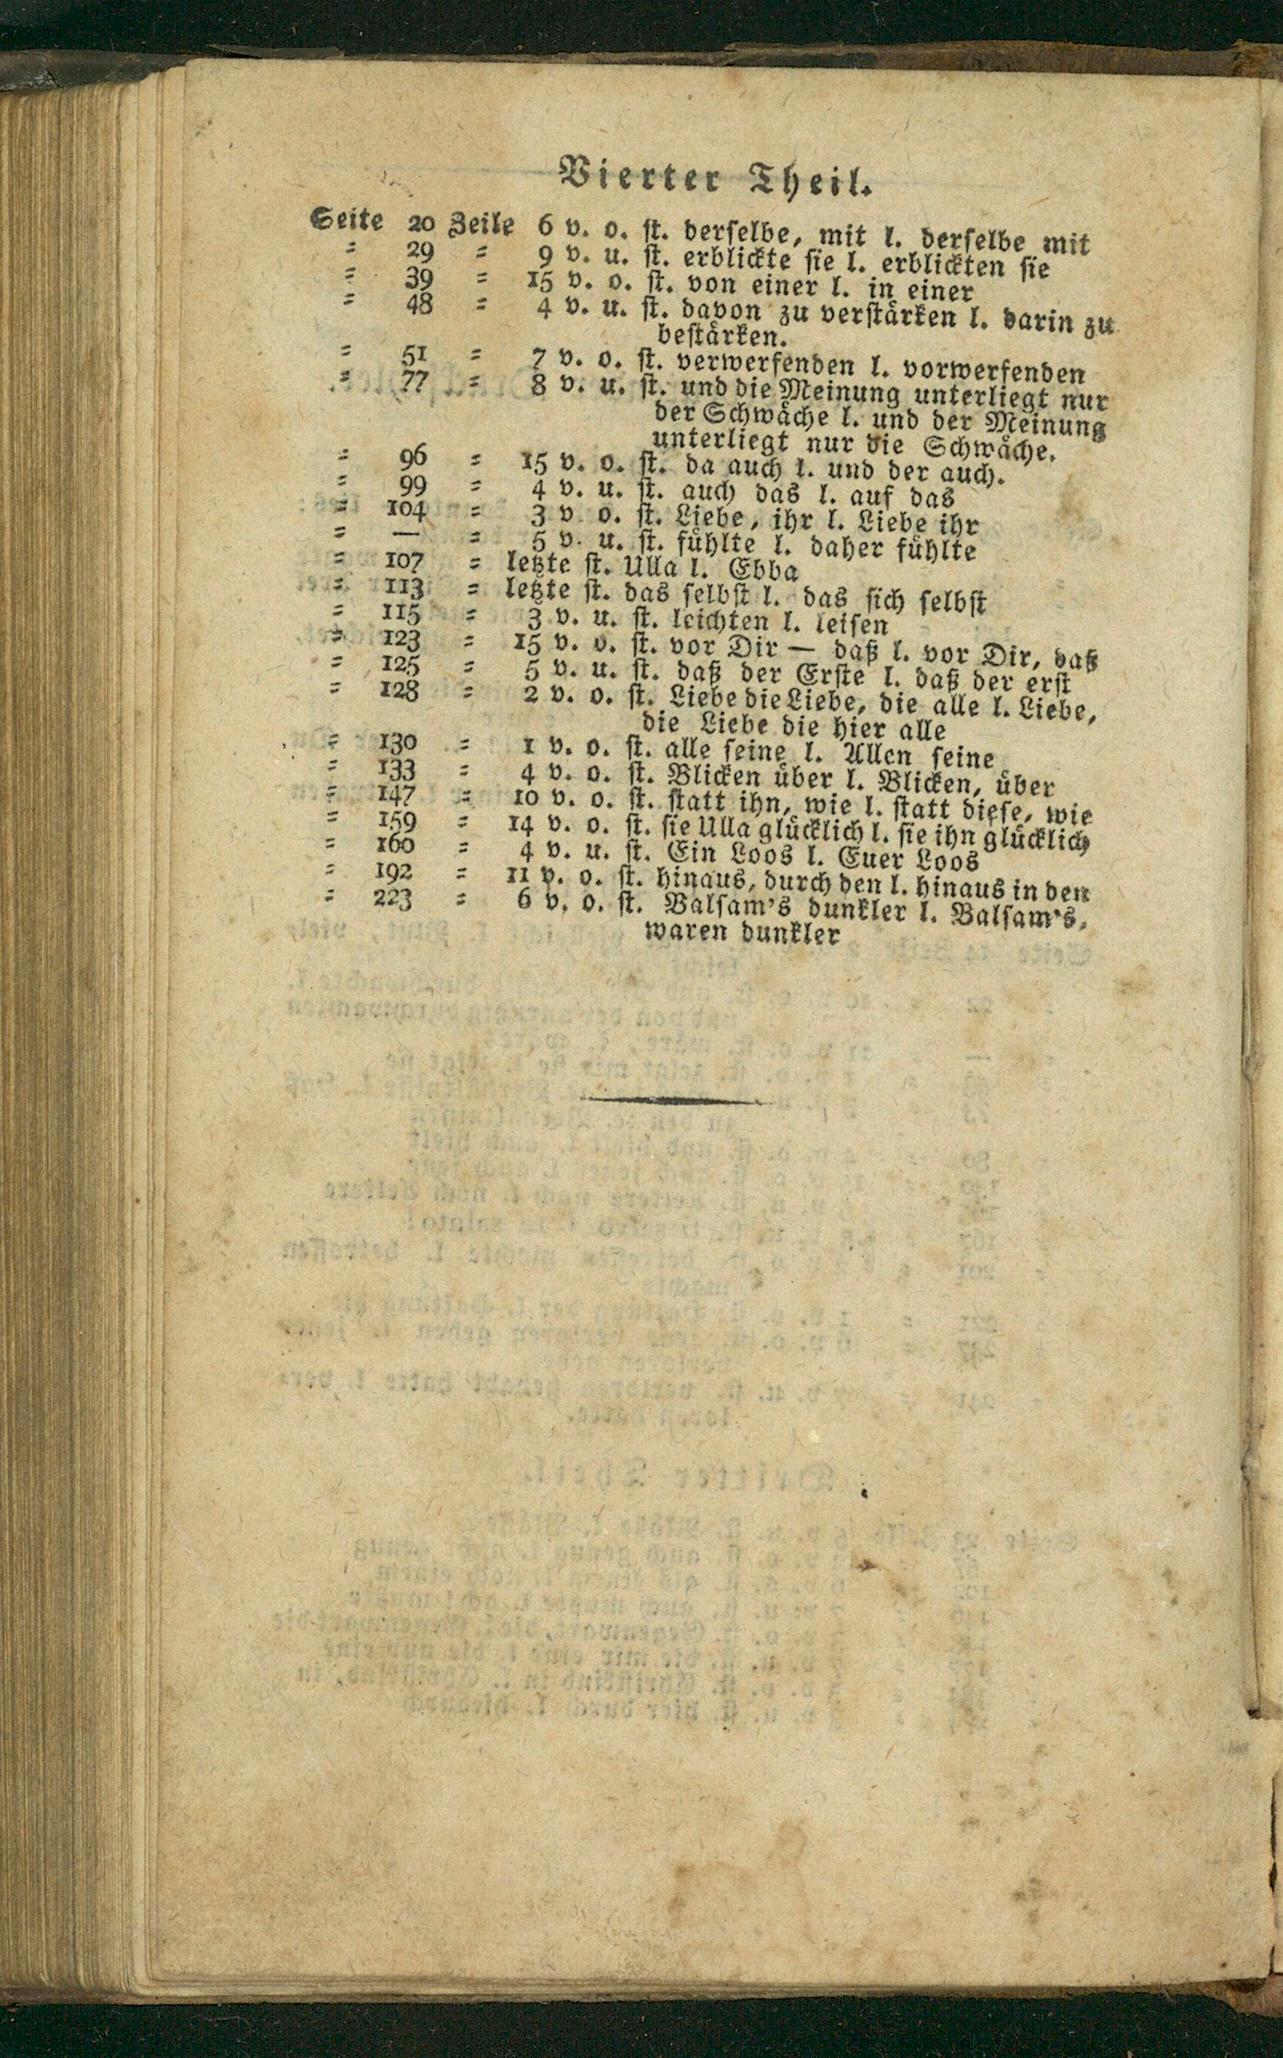 Vierter Theil.
Seite 20 Zeile 6 v. o. st. derselbe, mit l. derselbe mit
= 29 = 9 v. u. st. erblickte sie l. erblickten sie
= 39 = 15 v. o. st. von einer l. in einer
= 48 = 4 v. u. st. davon zu verstärken l. darin zu
bestärken.
= 51 = 7 v. o. st. verwerfenden l. vorwerfenden
= 77 = 8 v. u. st. und die Meinung unterliegt nur
der Schwäche l. und der Meinung
unterliegt nur die Schwäche.
= 96 = 15 v. o. st. da auch l. und der auch.
= 99 = 4 v. u. st. auch das l. auf das
= 104 = 3 v. o. st. Liebe, ihr l. Liebe ihr
= — = 5 v. u. st. fühlte l. daher fühlte
= 107 = letzte st. Ulla l. Ebba
= 113 = letzte st. das selbst l. das sich selbst
= 115 = 3 v. u. st. leichten l. leisen
= 123 = 15 v. o. st. vor Dir — daß l. vor Dir, daß
= 125 = 5 v. u. st. daß der Erste l. daß der erst
= 128 = 2 v. o. st. Liebe die Liebe, die alle l. Liebe,
die Liebe die hier alle
= 130 = 1 v. o. st. alle seine l. Allen seine
= 133 = 4 v. o. st. Blicken über l. Blicken, über
= 147 = 10 v. o. st. statt ihn, wie l. statt diese, wie
= 159 = 14 v. o. st. sie Ulla glücklich l. sie ihn glücklich
= 160 = 4 v. u. st. Ein Loos l. Euer Loos
= 192 = 11 v. o. st. hinaus, durch den l. hinaus in den
= 223 = 6 v. o. st. Balsam's dunkler l. Balsam's,
waren dunkler